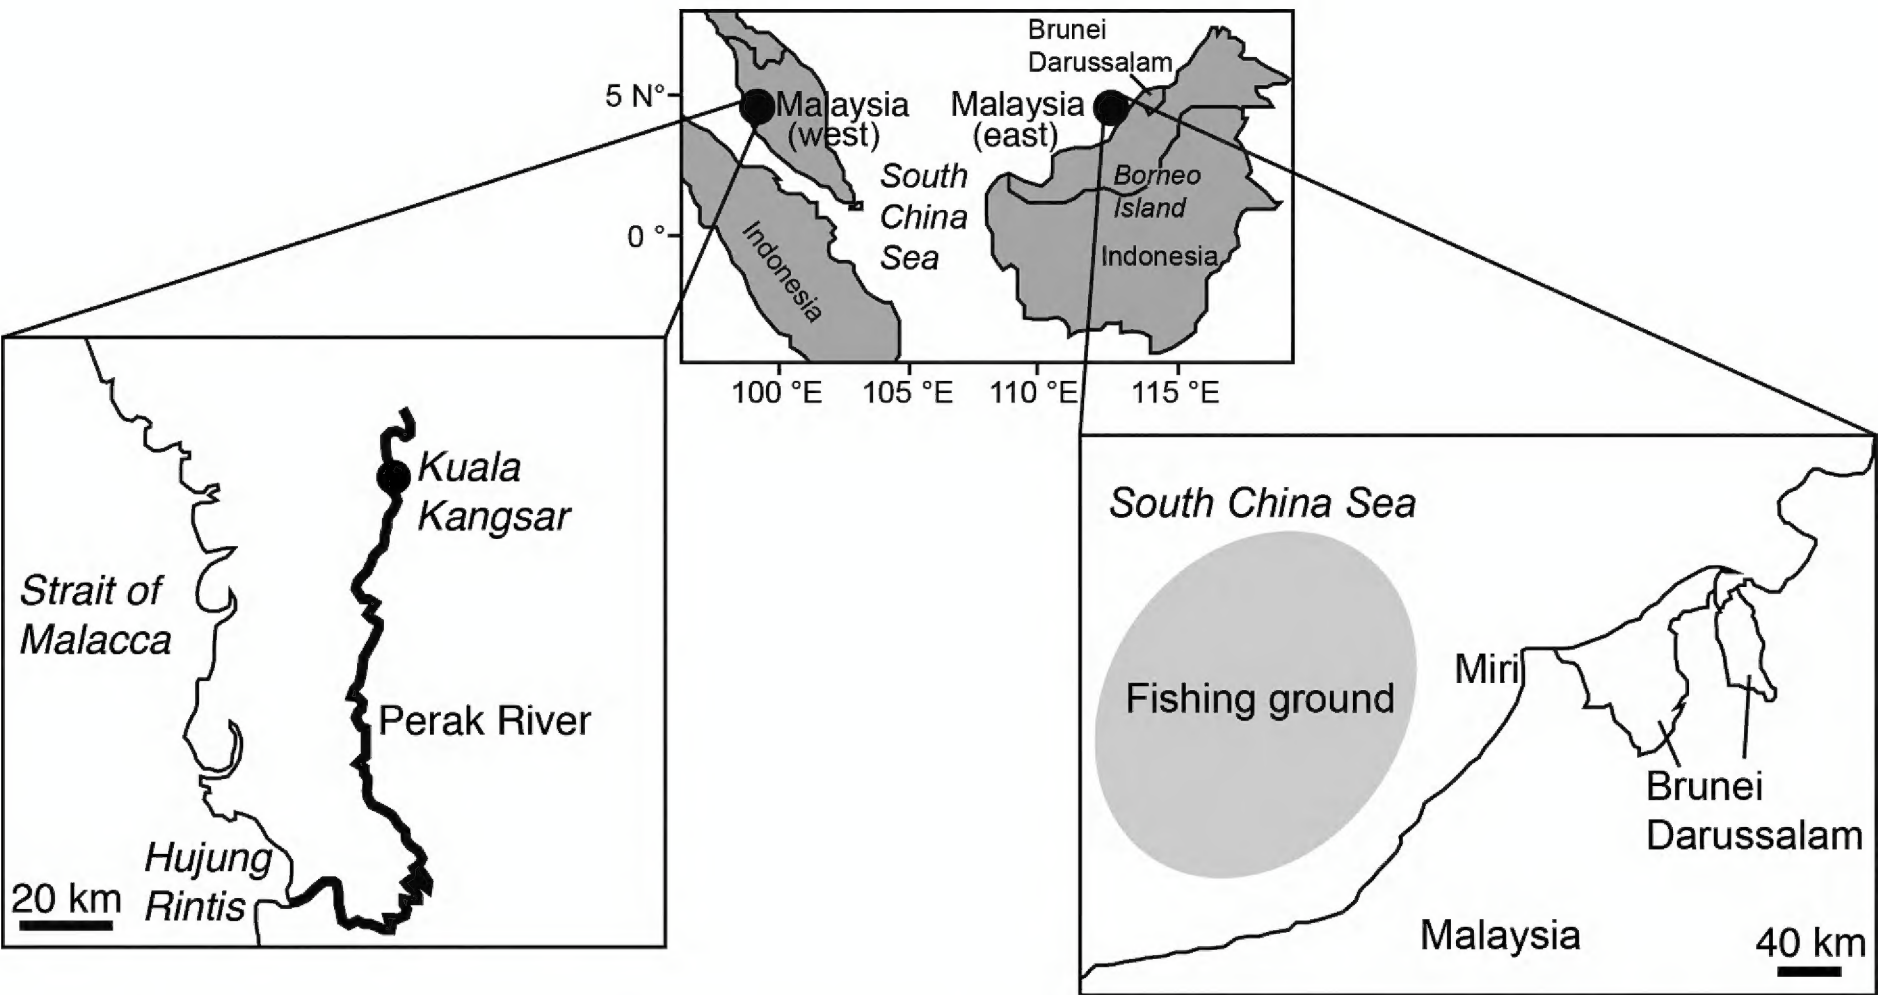 Brunei
Darussalam
5 N°
Malaysia
(west)
Malaysia
(east)
South
China
Sea
Borneo
Island
0 °
Indonesia
Indonesia
100 °E
105 °E
110 °E
115 °E
Kuala
Kangsar
Strait of
Malacca
Perak River
Hujung
Rintis
20 km
South China Sea
Fishing ground
Miri
Brunei
Darussalam
Malaysia
40 km